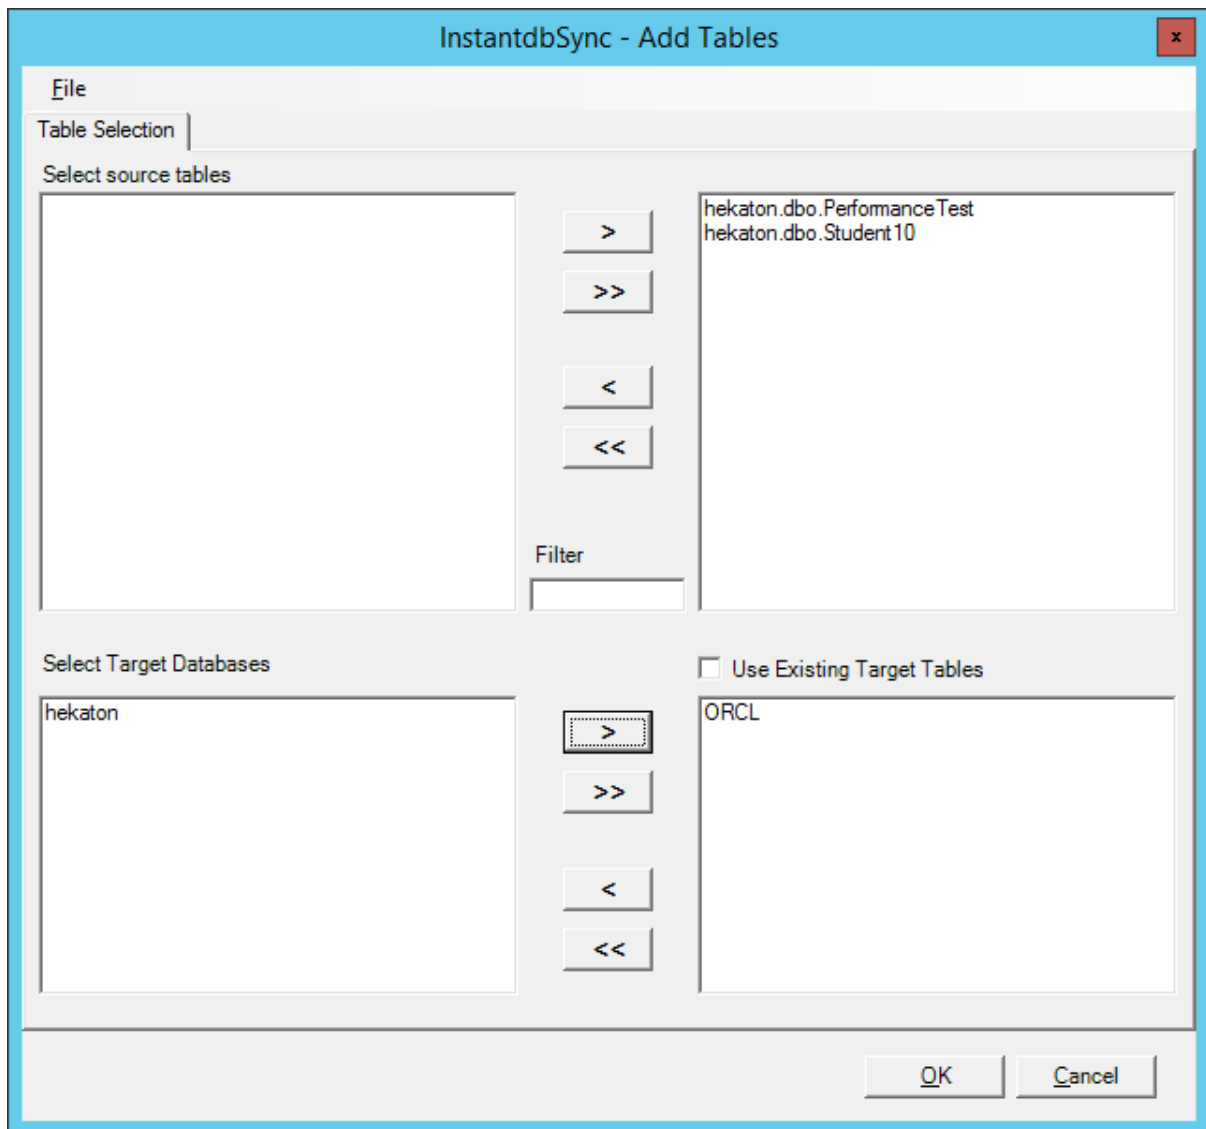 InstantdbSync - Add Tables
x
File
Table Selection
Select source tables
hekaton.dbo.PerformanceTest
hekaton.dbo.Student10
>
>>
<
<<
Filter
Select Target Databases
Use Existing Target Tables
hekaton
ORCL
>
>>
<
<<
OK
Cancel